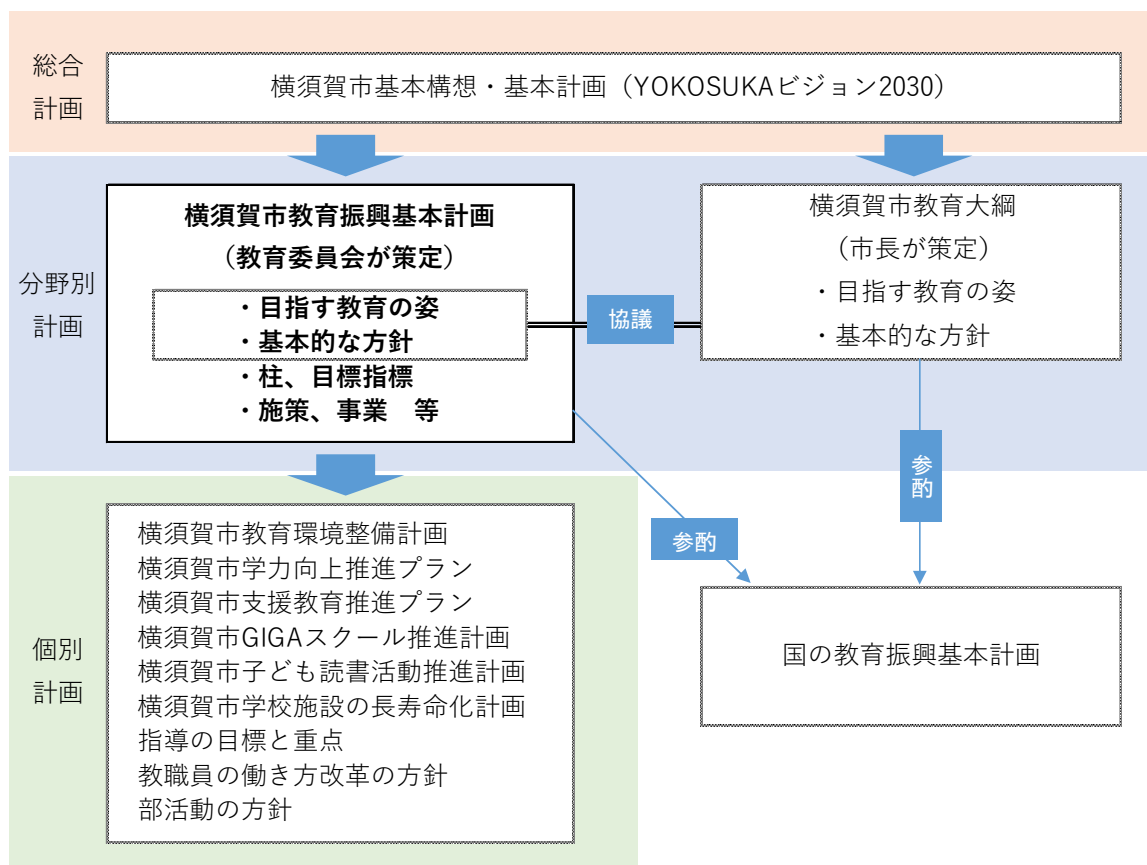 総合
計画
横須賀市基本構想・基本計画（YOKOSUKAビジョン2030）
分野別
計画
横須賀市教育振興基本計画
（教育委員会が策定）
・目指す教育の姿
・基本的な方針
・柱、目標指標
・施策、事業　等
協議
横須賀市教育大綱
（市長が策定）
・目指す教育の姿
・基本的な方針
参酌
参酌
個別
計画
横須賀市教育環境整備計画
横須賀市学力向上推進プラン
横須賀市支援教育推進プラン
横須賀市GIGAスクール推進計画
横須賀市子ども読書活動推進計画
横須賀市学校施設の長寿命化計画
指導の目標と重点
教職員の働き方改革の方針
部活動の方針
国の教育振興基本計画